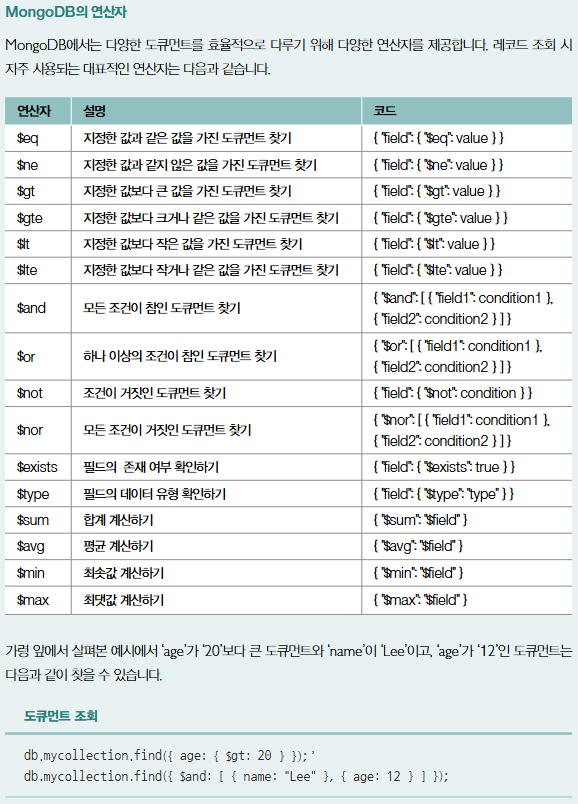 MongoDB의 연산자
MongoDB에서는 다양한 도큐먼트를 효율적으로 다루기 위해 다양한 연산자를 제공합니다. 레코드 조회 시
자주 사용되는 대표적인 연산자는 다음과 같습니다.
연산자 설명 코드
$eq 지정한 값과 같은 값을 가진 도큐먼트 찾기 { "field": { "$eq": value } }
$ne 지정한 값과 같지 않은 값을 가진 도큐먼트 찾기 { "field": { "$ne": value } }
$gt 지정한 값보다 큰 값을 가진 도큐먼트 찾기 { "field": { "$gt": value } }
$gte 지정한 값보다 크거나 같은 값을 가진 도큐먼트 찾기 { "field": { "$gte": value } }
$lt 지정한 값보다 작은 값을 가진 도큐먼트 찾기 { "field": { "$lt": value } }
$lte 지정한 값보다 작거나 같은 값을 가진 도큐먼트 찾기 { "field": { "$lte": value } }
$and 모든 조건이 참인 도큐먼트 찾기 { "$and": [ { "field1": condition1 },
{ "field2": condition2 } ] }
$or 하나 이상의 조건이 참인 도큐먼트 찾기 { "$or": [ { "field1": condition1 },
{ "field2": condition2 } ] }
$not 조건이 거짓인 도큐먼트 찾기 { "field": { "$not": condition } }
$nor 모든 조건이 거짓인 도큐먼트 찾기 { "$nor": [ { "field1": condition1 },
{ "field2": condition2 } ] }
$exists 필드의 존재 여부 확인하기 { "field": { "$exists": true } }
$type 필드의 데이터 유형 확인하기 { "field": { "$type": "type" } }
$sum 합계 계산하기 { "$sum": "$field" }
$avg 평균 계산하기 { "$avg": "$field" }
$min 최솟값 계산하기 { "$min": "$field" }
$max 최댓값 계산하기 { "$max": "$field" }
가령 앞에서 살펴본 예시에서 'age'가 '20'보다 큰 도큐먼트와 'name'이 'Lee'이고, 'age'가 '12'인 도큐먼트는
다음과 같이 찾을 수 있습니다.
도큐먼트 조회
db.mycollection.find({ age: { $gt: 20 } });'
db.mycollection.find({ $and: [ { name: "Lee" }, { age: 12 } ] });